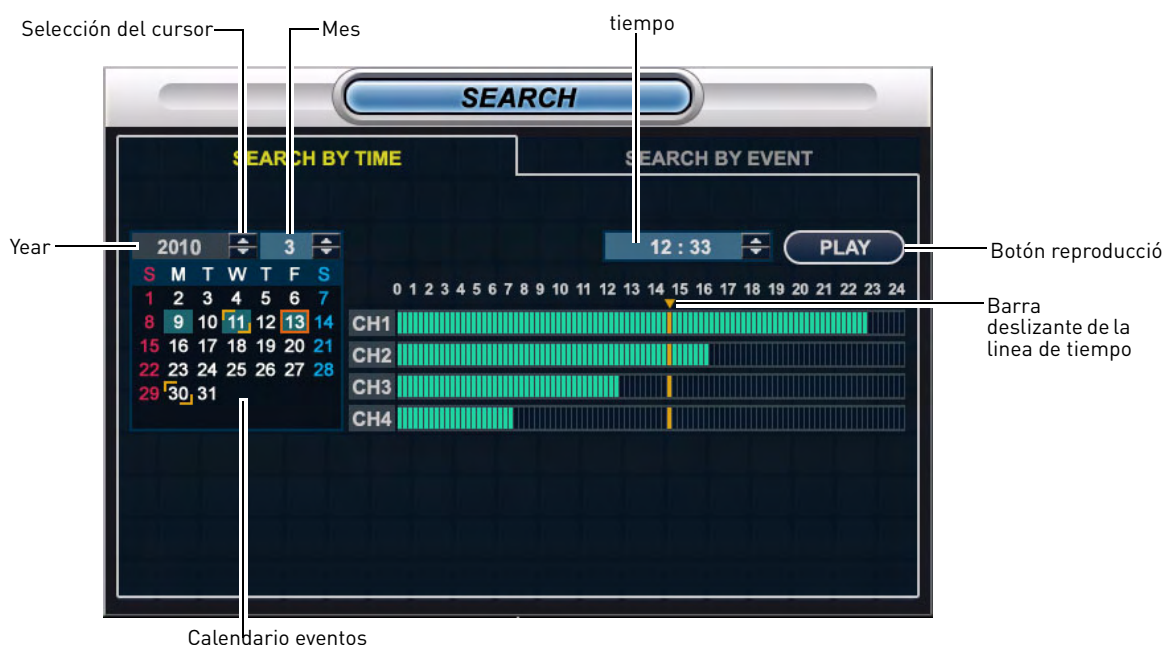 Selección del cursor
Mes
tiempo
SEARCH
SEARCH BY TIME
SEARCH BY EVENT
Year
2010
3
12 : 33
PLAY
Botón reproducció
S M T W T F S
1 2 3 4 5 6 7
8 9 10 11 12 13 14
15 16 17 18 19 20 21
22 23 24 25 26 27 28
29 30 31
0 1 2 3 4 5 6 7 8 9 10 11 12 13 14 15 16 17 18 19 20 21 22 23 24
CH1
CH2
CH3
CH4
Barra
deslizante de la
linea de tiempo
Calendario eventos